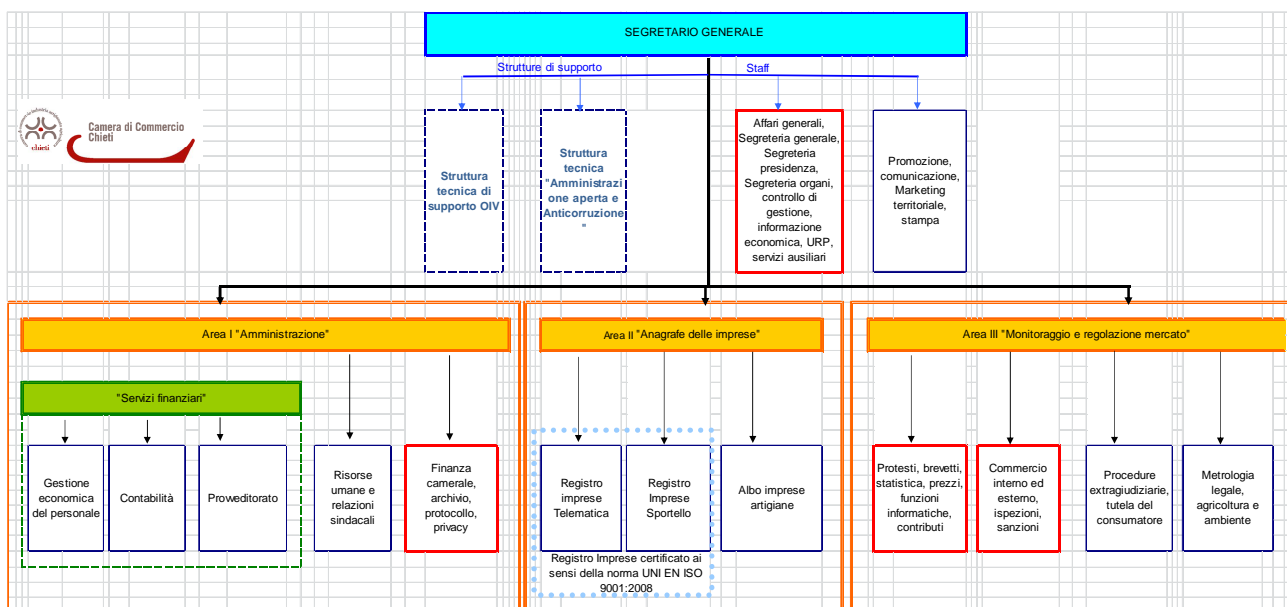 SEGRETARIO GENERALE
Strutture di supporto
Staff
Camera di Commercio
Chieti
chieti
Struttura
tecnica di
supporto OIV
Struttura
tecnica
"Amministrazi
one aperta e
Anticorruzione
"
Affari generali,
Segreteria generale,
Segreteria
presidenza,
Segreteria organi,
controllo di
gestione,
informazione
economica, URP,
servizi ausiliari
Promozione,
comunicazione,
Marketing
territoriale,
stampa
Area I "Amministrazione"
Area II "Anagrafe delle imprese"
Area III "Monitoraggio e regolazione mercato"
"Servizi finanziari"
Gestione
economica
del personale
Contabilità
Provveditorato
Risorse
umane e
relazioni
sindacali
Finanza
camerale,
archivio,
protocollo,
privacy
Registro
imprese
Telematica
Registro
Imprese
Sportello
Albo imprese
artigiane
Protesti, brevetti,
statistica, prezzi,
funzioni
informatiche,
contributi
Commercio
interno ed
esterno,
ispezioni,
sanzioni
Procedure
extragiudiziarie,
tutela del
consumatore
Metrologia
legale,
agricoltura e
ambiente
Registro Imprese certificato ai
sensi della norma UNI EN ISO
9001:2008